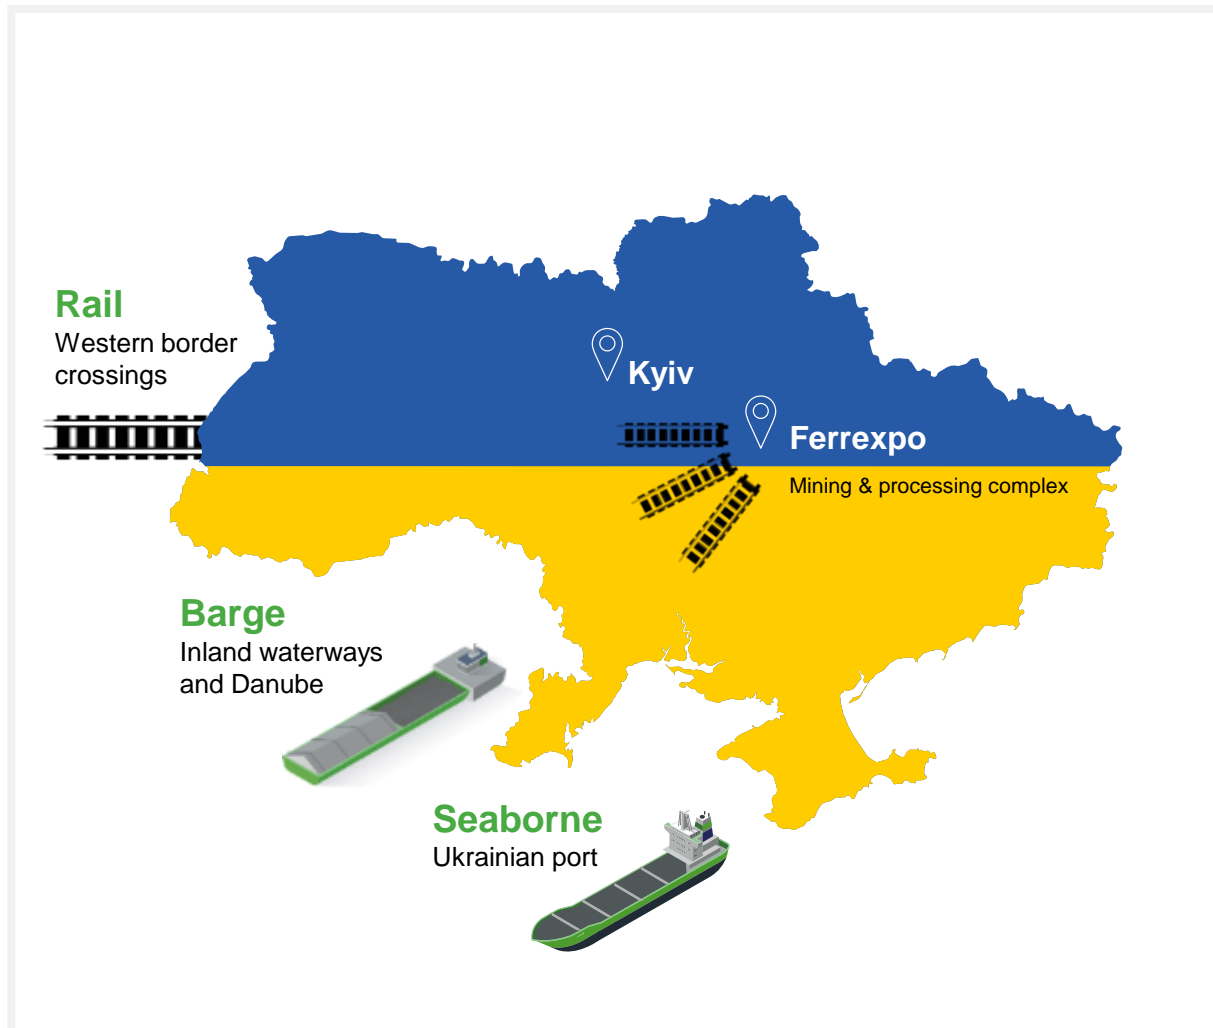 Rail
Western border
crossings
Kyiv
Ferrexpo
Mining & processing complex
Barge
Inland waterways
and Danube
Seaborne
Ukrainian port